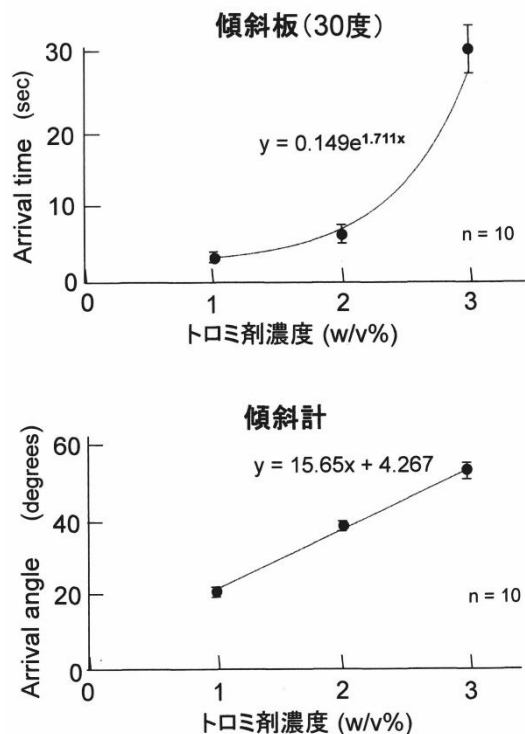 傾斜板（30度）
Arrival time (sec)
30
20
10
0
y = 0.149e1.711x
n = 10
0 1 2 3
トロミ剤濃度 (w/v%)
傾斜計
Arrival angle (degrees)
60
40
20
0
y = 15.65x + 4.267
n = 10
0 1 2 3
トロミ剤濃度 (w/v%)